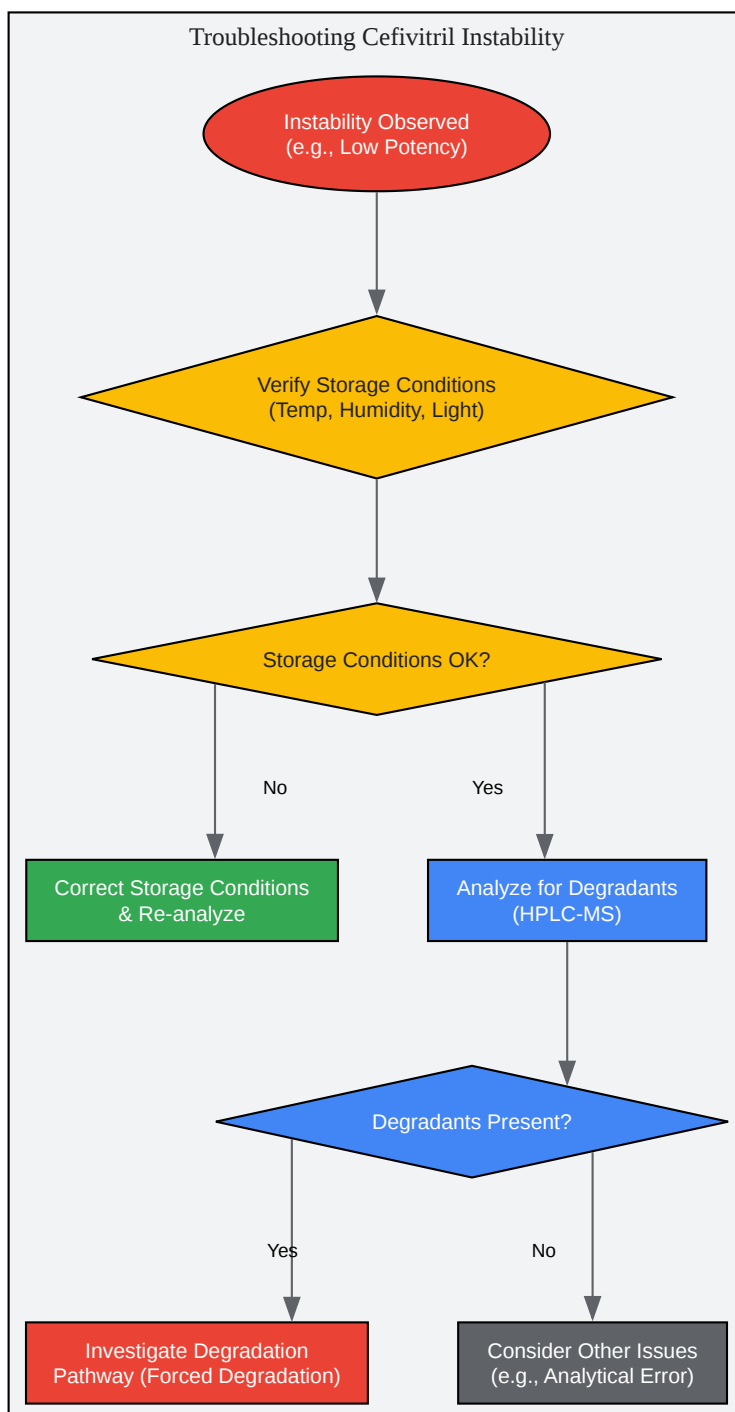 Troubleshooting Cefivitril Instability
Instability Observed
(e.g., Low Potency)
Verify Storage Conditions
(Temp, Humidity, Light)
Storage Conditions OK?
No
Yes
Correct Storage Conditions
& Re-analyze
Analyze for Degradants
(HPLC-MS)
Degradants Present?
Yes
No
Investigate Degradation
Pathway (Forced Degradation)
Consider Other Issues
(e.g., Analytical Error)